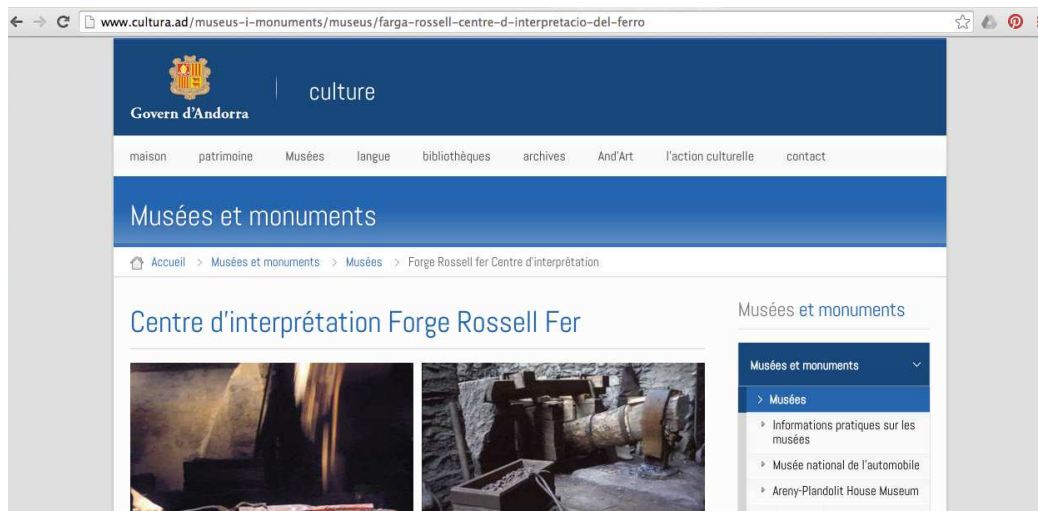 www.cultura.ad/museus-i-monuments/museus/farga-rossell-centre-d-interpretacio-del-ferro
Govern d'Andorra
culture
maison patrimoine Musées langue bibliothèques archives And'Art l'action culturelle contact
Musées et monuments
Accueil > Musées et monuments > Musées > Forge Rossell fer Centre d'interprétation
Centre d'interprétation Forge Rossell Fer
Musées et monuments
Musées et monuments
> Musées
Informations pratiques sur les
musées
Musée national de l'automobile
Areny-Plandolit House Museum